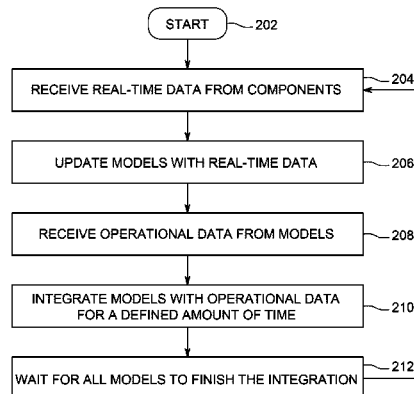 START
202
RECEIVE REAL-TIME DATA FROM COMPONENTS
204
UPDATE MODELS WITH REAL-TIME DATA
206
RECEIVE OPERATIONAL DATA FROM MODELS
208
INTEGRATE MODELS WITH OPERATIONAL DATA
FOR A DEFINED AMOUNT OF TIME
210
WAIT FOR ALL MODELS TO FINISH THE INTEGRATION
212